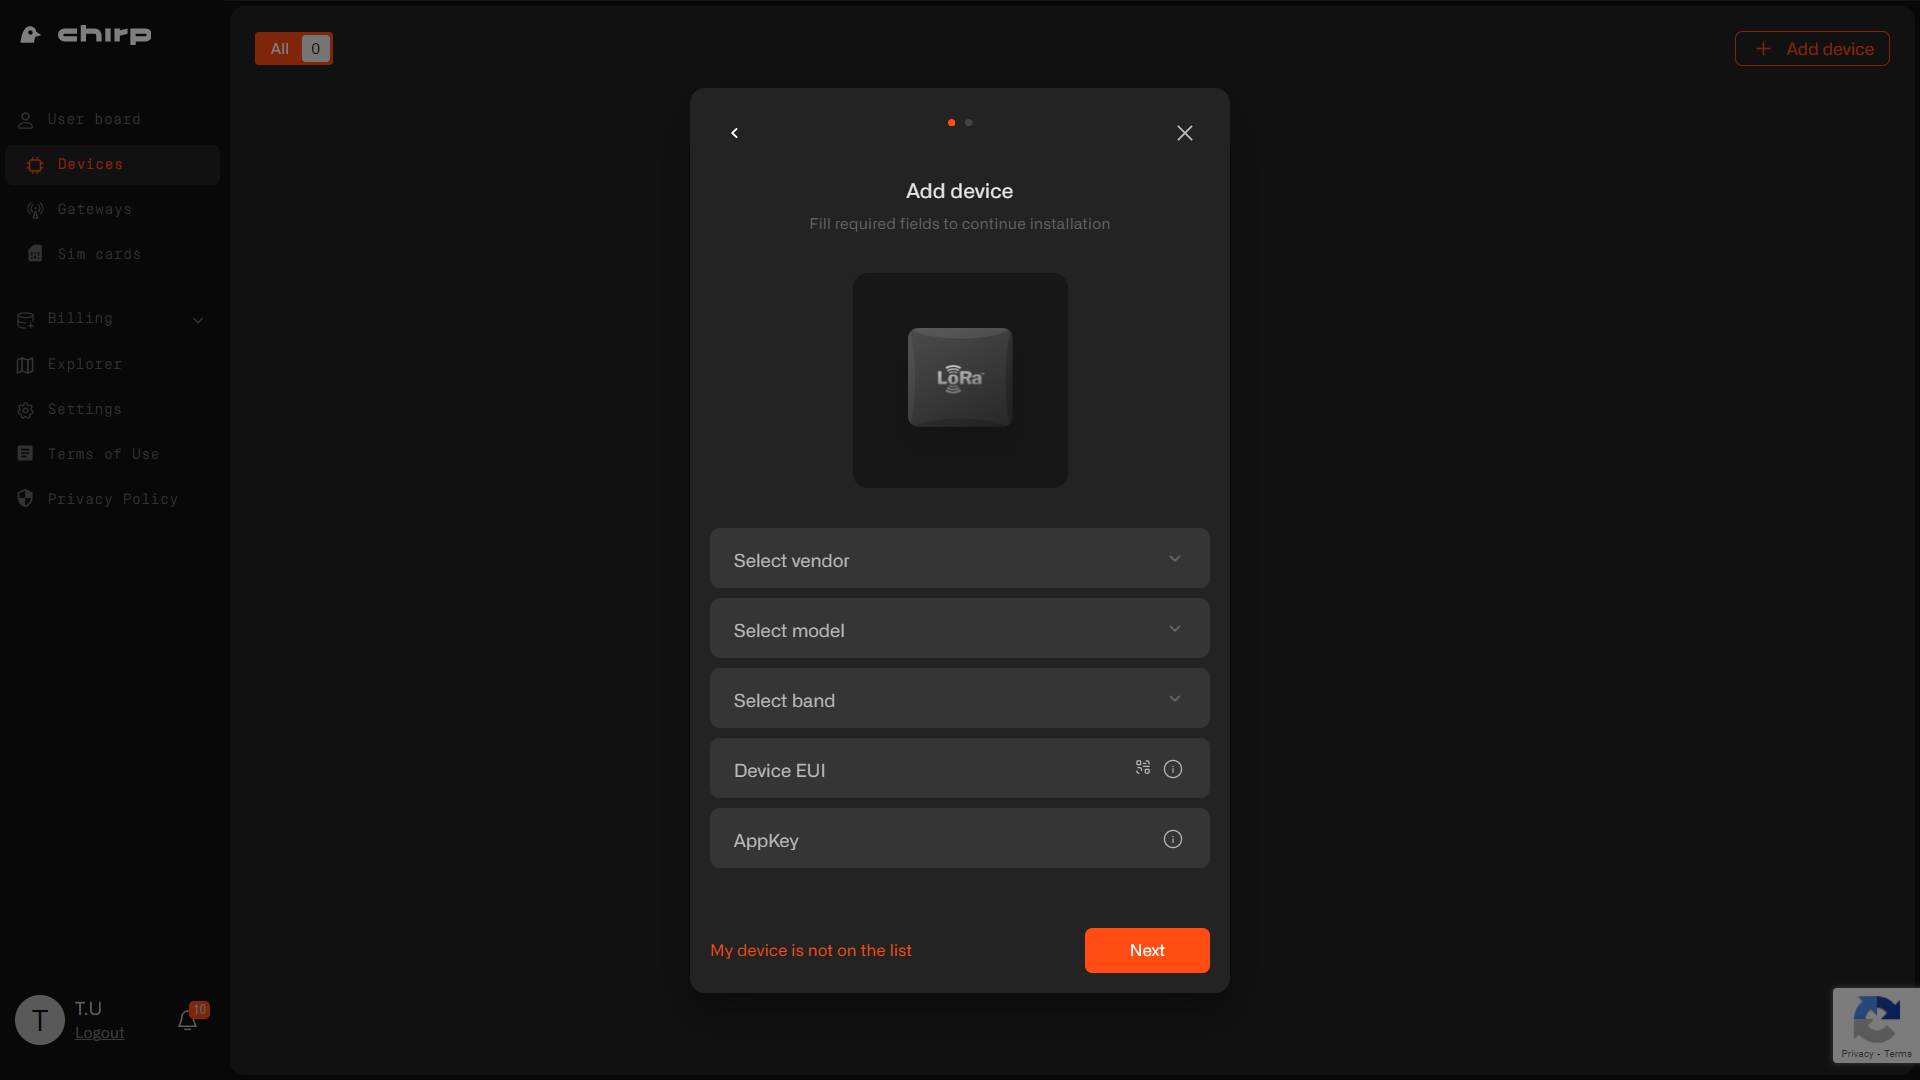 chirp
User board
Devices
Gateways
Sim cards
Billing
Explorer
Settings
Terms of Use
Privacy Policy
T
T.U
Logout
10
All 0
Add device
Add device
Fill required fields to continue installation
LoRa
Select vendor
Select model
Select band
Device EUI
AppKey
My device is not on the list
Next
Privacy - Terms